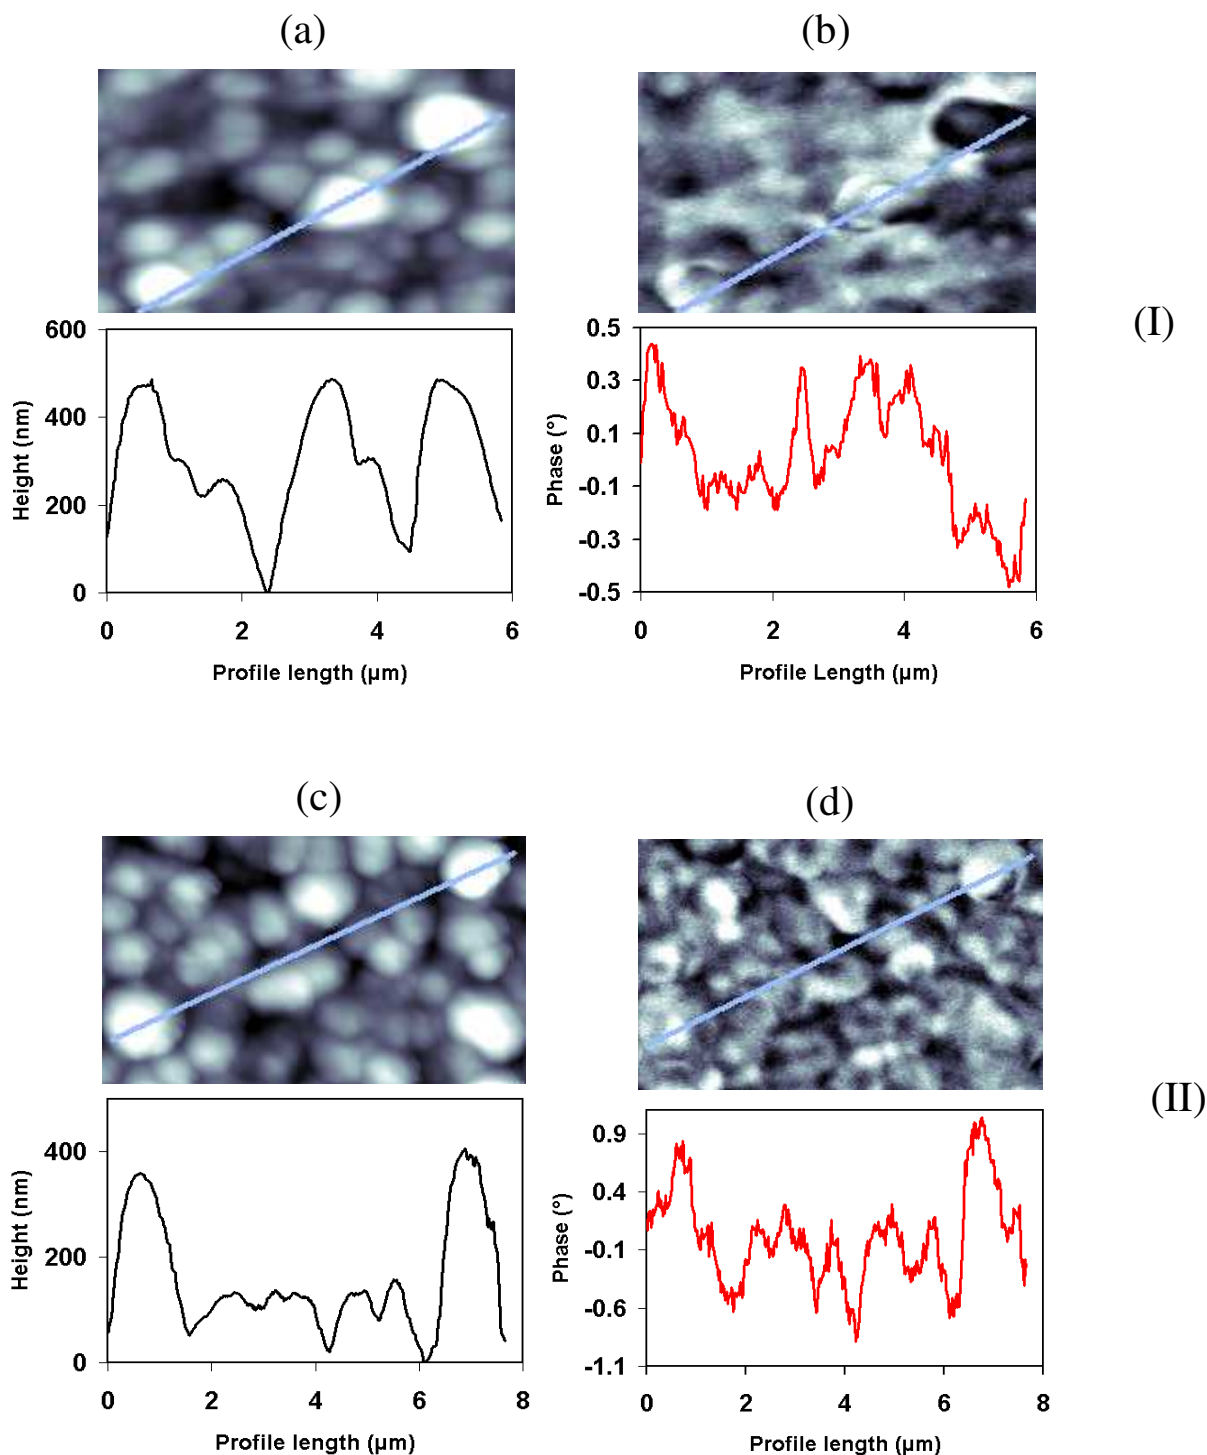 (a)
(b)
(I)
600
400
200
0
Height (nm)
0 2 4 6
Profile length (µm)
0.5
0.3
0.1
-0.1
-0.3
-0.5
Phase (°)
0 2 4 6
Profile Length (µm)
(c)
(d)
(II)
400
200
0
Height (nm)
0 2 4 6 8
Profile length (µm)
0.9
0.4
-0.1
-0.6
-1.1
Phase (°)
0 2 4 6 8
Profile length (µm)